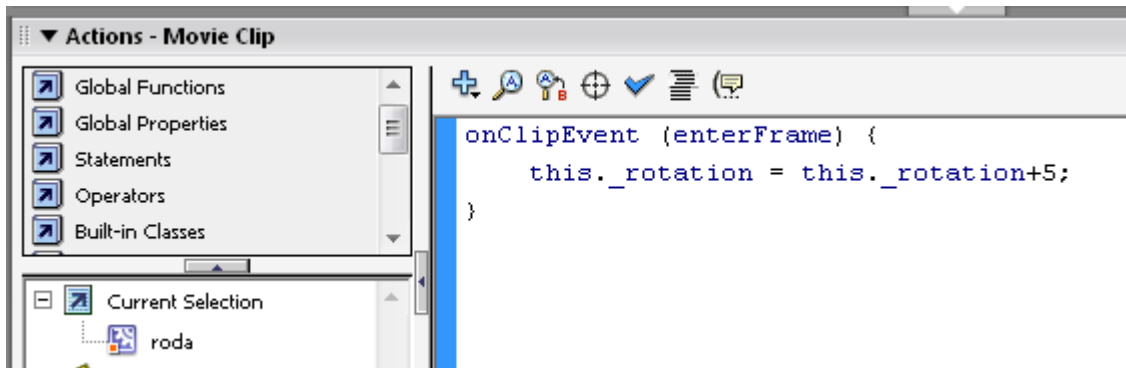 Actions - Movie Clip
Global Functions
Global Properties
Statements
Operators
Built-in Classes
Current Selection
roda
onClipEvent (enterFrame) {
    this._rotation = this._rotation+5;
}